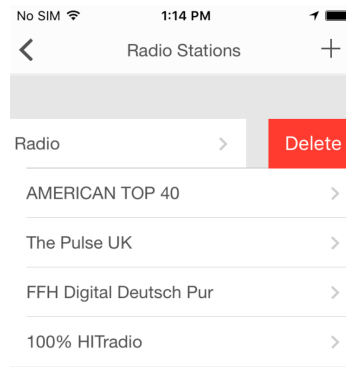 No SIM 1:14 PM
Radio Stations
Radio Delete
AMERICAN TOP 40
The Pulse UK
FFH Digital Deutsch Pur
100% HITradio